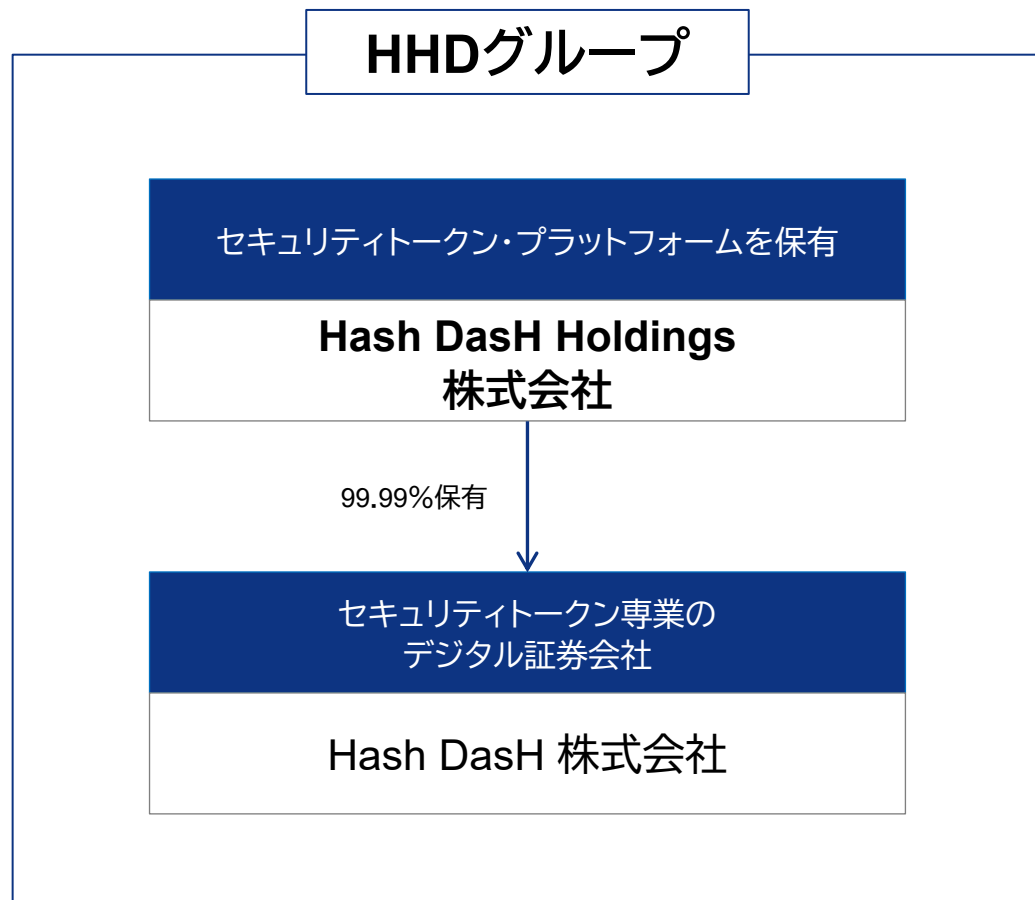 HHDグループ
セキュリティトークン・プラットフォームを保有
Hash DasH Holdings
株式会社
99.99%保有
セキュリティトークン専業の
デジタル証券会社
Hash DasH 株式会社